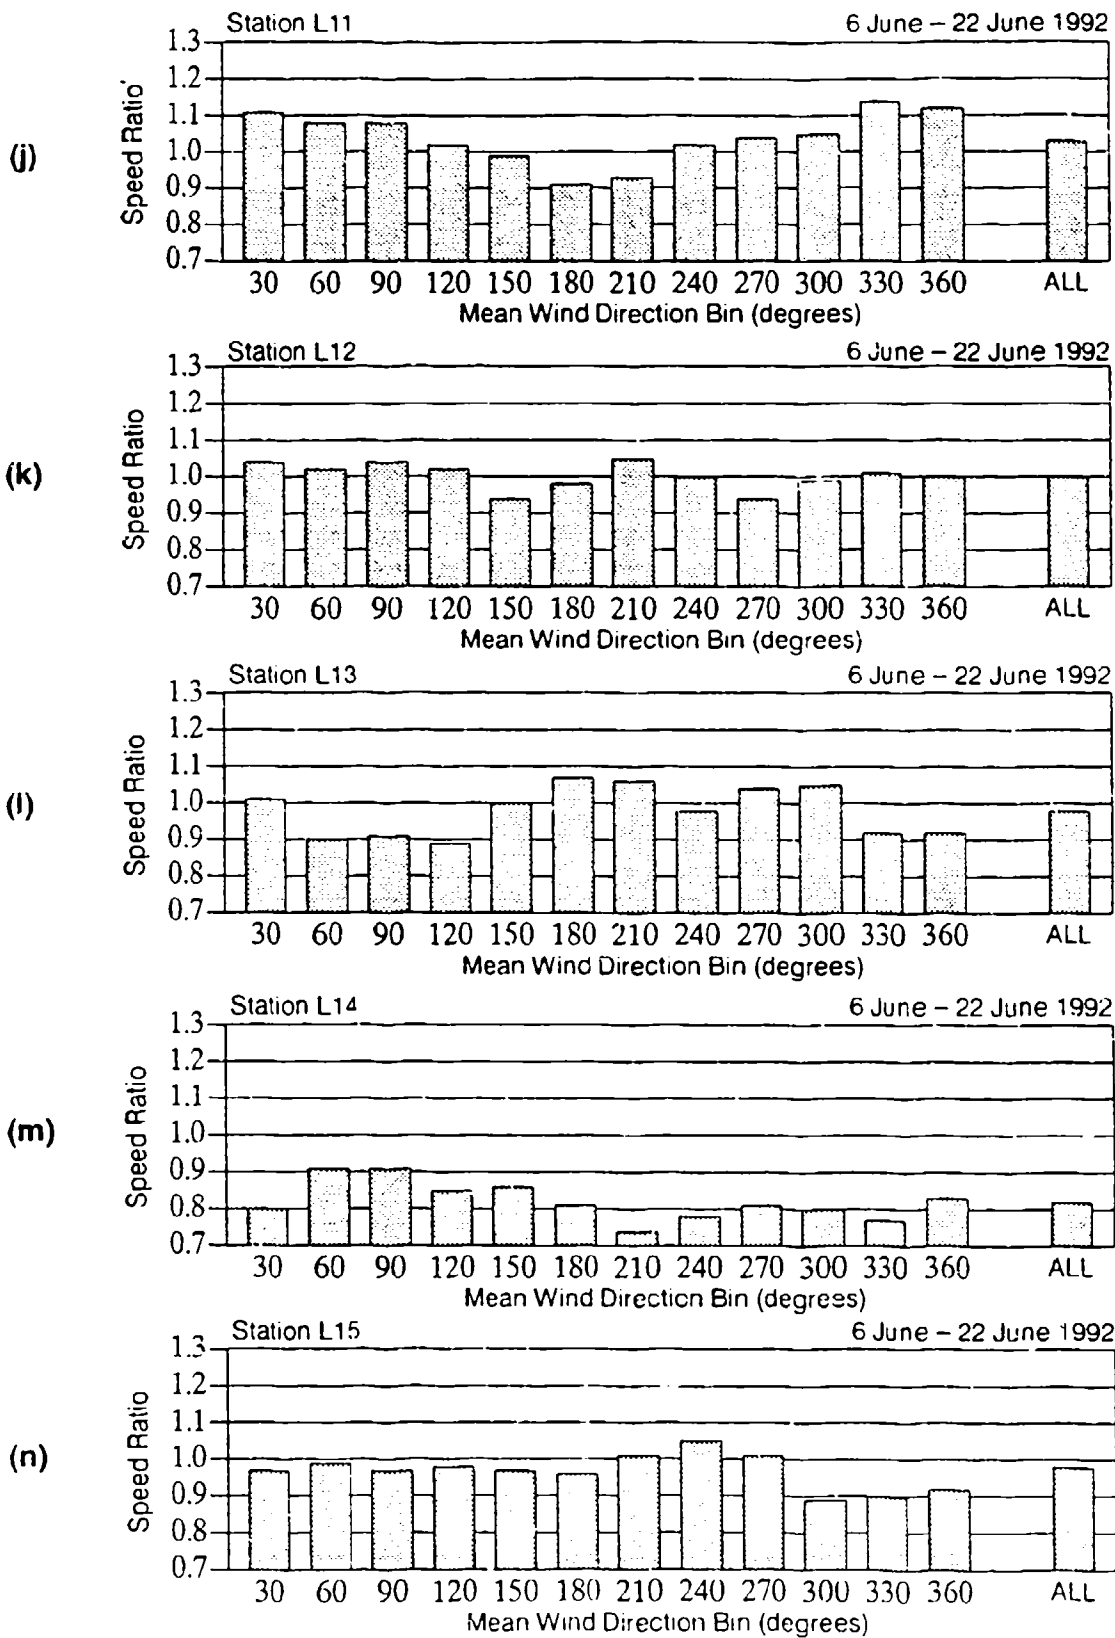 Station L11 6 June – 22 June 1992
(j)
Speed Ratio'
1.3
1.2
1.1
1.0
0.9
0.8
0.7
30 60 90 120 150 180 210 240 270 300 330 360 ALL
Mean Wind Direction Bin (degrees)
Station L12 6 June – 22 June 1992
(k)
Speed Ratio
1.3
1.2
1.1
1.0
0.9
0.8
0.7
30 60 90 120 150 180 210 240 270 300 330 360 ALL
Mean Wind Direction Bin (degrees)
Station L13 6 June – 22 June 1992
(l)
Speed Ratio
1.3
1.2
1.1
1.0
0.9
0.8
0.7
30 60 90 120 150 180 210 240 270 300 330 360 ALL
Mean Wind Direction Bin (degrees)
Station L14 6 June – 22 June 1992
(m)
Speed Ratio
1.3
1.2
1.1
1.0
0.9
0.8
0.7
30 60 90 120 150 180 210 240 270 300 330 360 ALL
Mean Wind Direction Bin (degrees)
Station L15 6 June – 22 June 1992
(n)
Speed Ratio
1.3
1.2
1.1
1.0
0.9
0.8
0.7
30 60 90 120 150 180 210 240 270 300 330 360 ALL
Mean Wind Direction Bin (degrees)